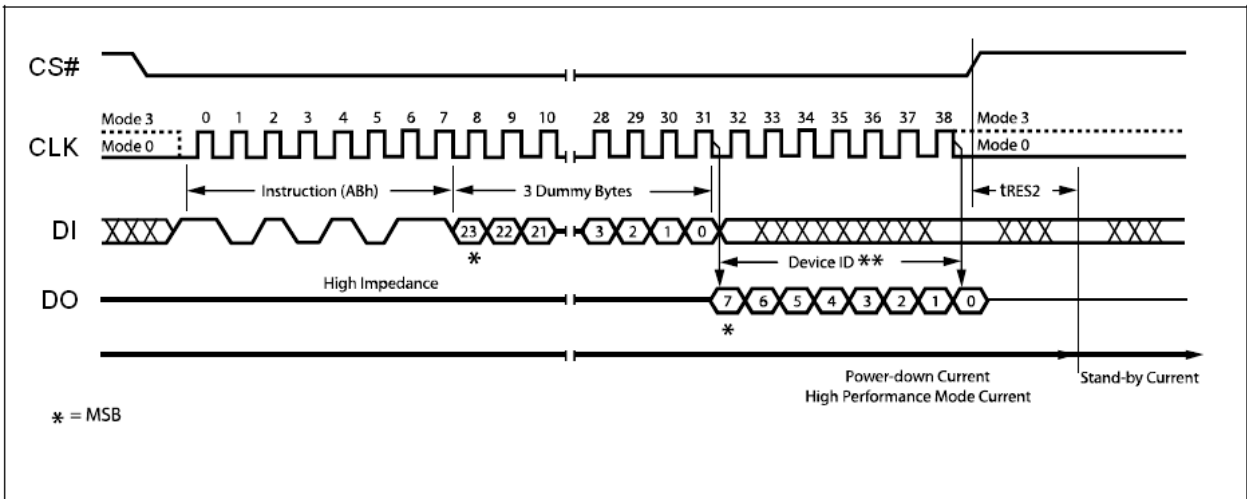 CS#
Mode 3 0 1 2 3 4 5 6 7 8 9 10 28 29 30 31 32 33 34 35 36 37 38 Mode 3
CLK Mode 0 Mode 0
Instruction (ABh) 3 Dummy Bytes tRES2
DI 23 22 21 3 2 1 0
* Device ID **
High Impedance
DO 7 6 5 4 3 2 1 0
*
Power-down Current Stand-by Current
High Performance Mode Current
* = MSB